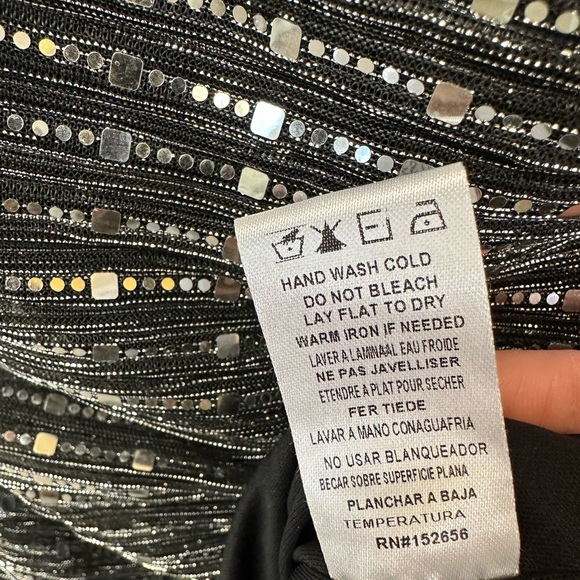 HAND WASH COLD
DO NOT BLEACH
LAY FLAT TO DRY
WARM IRON IF NEEDED
LAVER A LAMINAAL EAU FROIDE
NE PAS JAVELLISER
ETENDRE A PLAT POUR SECHER
FER TIEDE
LAVAR A MANO CONAGUAFRIA
NO USAR BLANQUEADOR
BECAR SOBRE SUPERFICIE PLANA
PLANCHAR A BAJA
TEMPERATURA
RN#152656